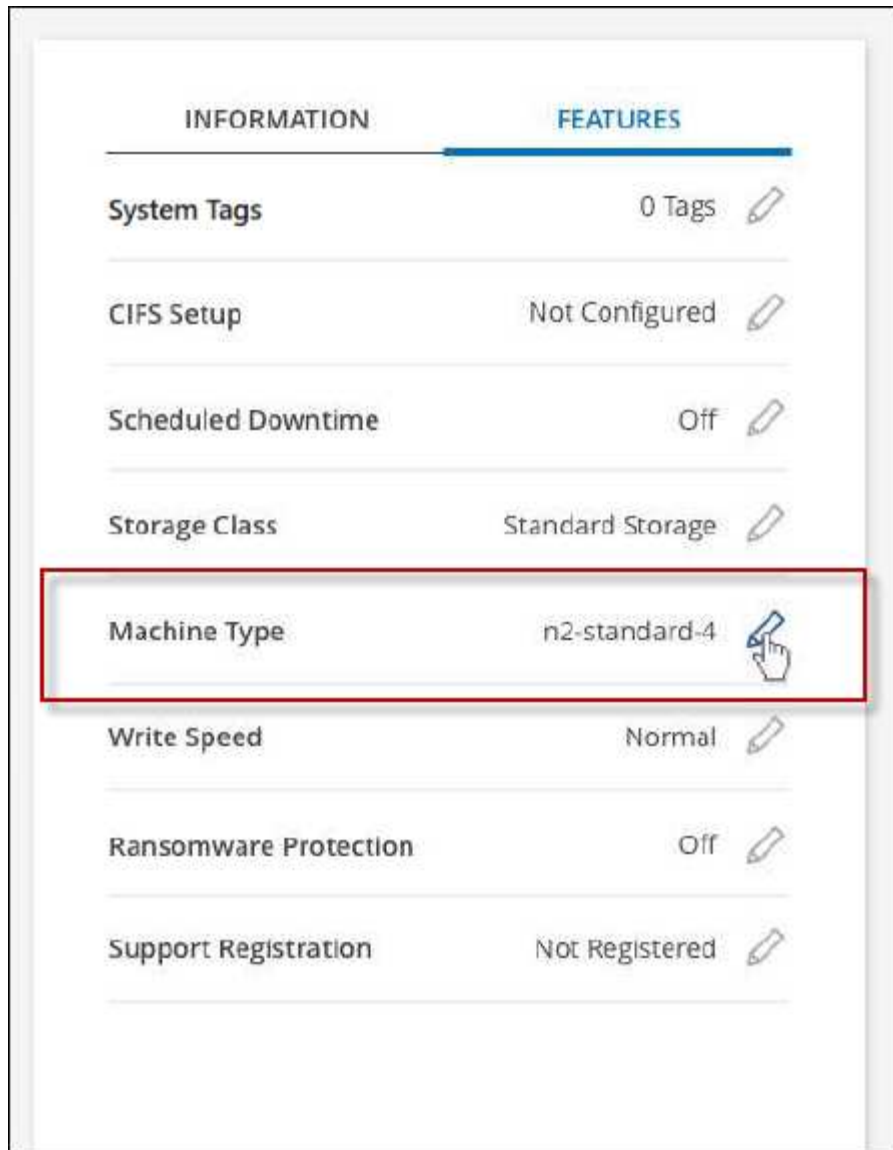 INFORMATION FEATURES
System Tags 0 Tags
CIFS Setup Not Configured
Scheduled Downtime Off
Storage Class Standard Storage
Machine Type n2-standard-4
Write Speed Normal
Ransomware Protection Off
Support Registration Not Registered